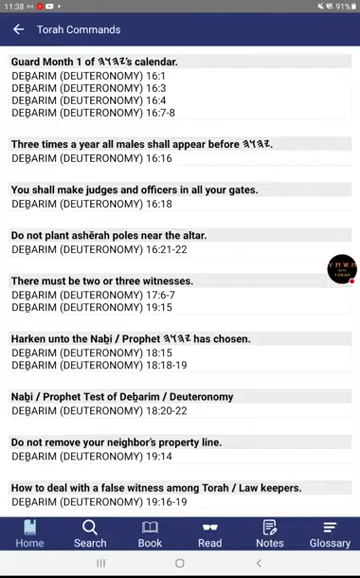 11:38
91%
Torah Commands
Guard Month 1 of 𐤉𐤄𐤅𐤄's calendar.
DEḆARIM (DEUTERONOMY) 16:1
DEḆARIM (DEUTERONOMY) 16:3
DEḆARIM (DEUTERONOMY) 16:4
DEḆARIM (DEUTERONOMY) 16:7-8
Three times a year all males shall appear before 𐤉𐤄𐤅𐤄.
DEḆARIM (DEUTERONOMY) 16:16
You shall make judges and officers in all your gates.
DEḆARIM (DEUTERONOMY) 16:18
Do not plant ashĕrah poles near the altar.
DEḆARIM (DEUTERONOMY) 16:21-22
There must be two or three witnesses.
DEḆARIM (DEUTERONOMY) 17:6-7
DEḆARIM (DEUTERONOMY) 19:15
Harken unto the Naḇi / Prophet 𐤉𐤄𐤅𐤄 has chosen.
DEḆARIM (DEUTERONOMY) 18:15
DEḆARIM (DEUTERONOMY) 18:18-19
Naḇi / Prophet Test of Deḇarim / Deuteronomy
DEḆARIM (DEUTERONOMY) 18:20-22
Do not remove your neighbor's property line.
DEḆARIM (DEUTERONOMY) 19:14
How to deal with a false witness among Torah / Law keepers.
DEḆARIM (DEUTERONOMY) 19:16-19
Home Search Book Read Notes Glossary